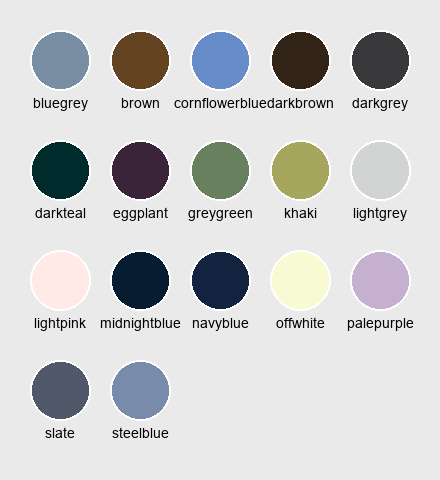 bluegrey brown cornflowerblue darkbrown darkgrey
darkteal eggplant greygreen khaki lightgrey
lightpink midnightblue navyblue offwhite palepurple
slate steelblue